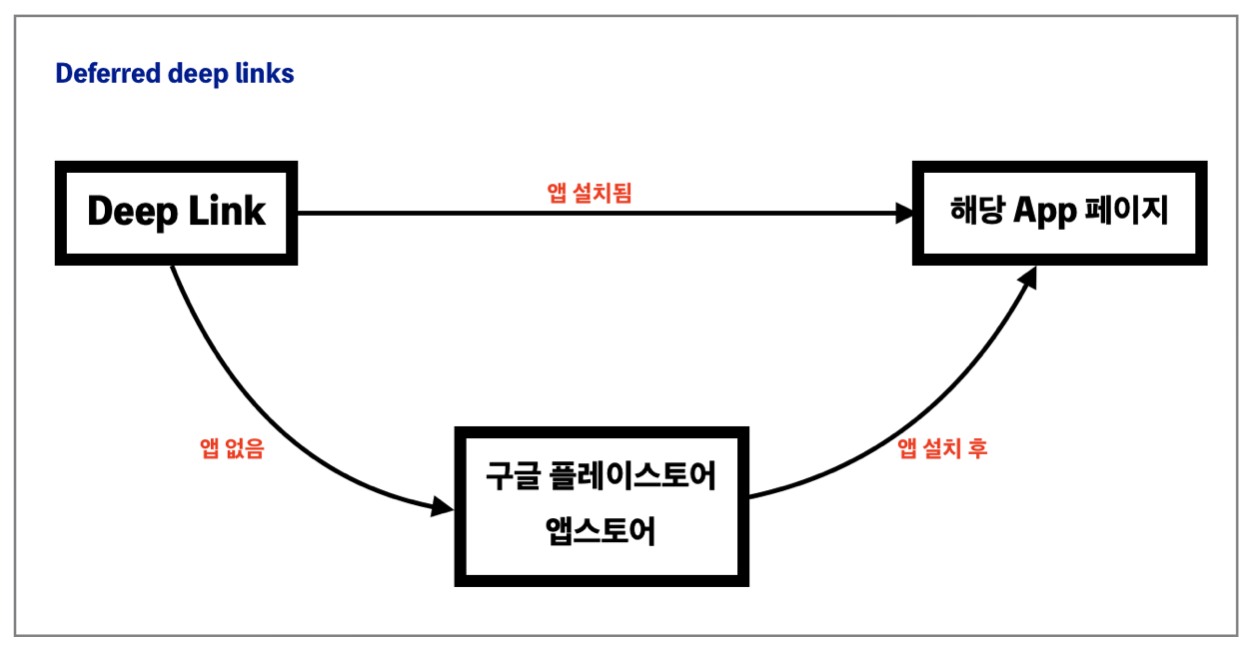 Deferred deep links
앱 설치됨
Deep Link
해당 App 페이지
앱 없음
앱 설치 후
구글 플레이스토어
앱스토어